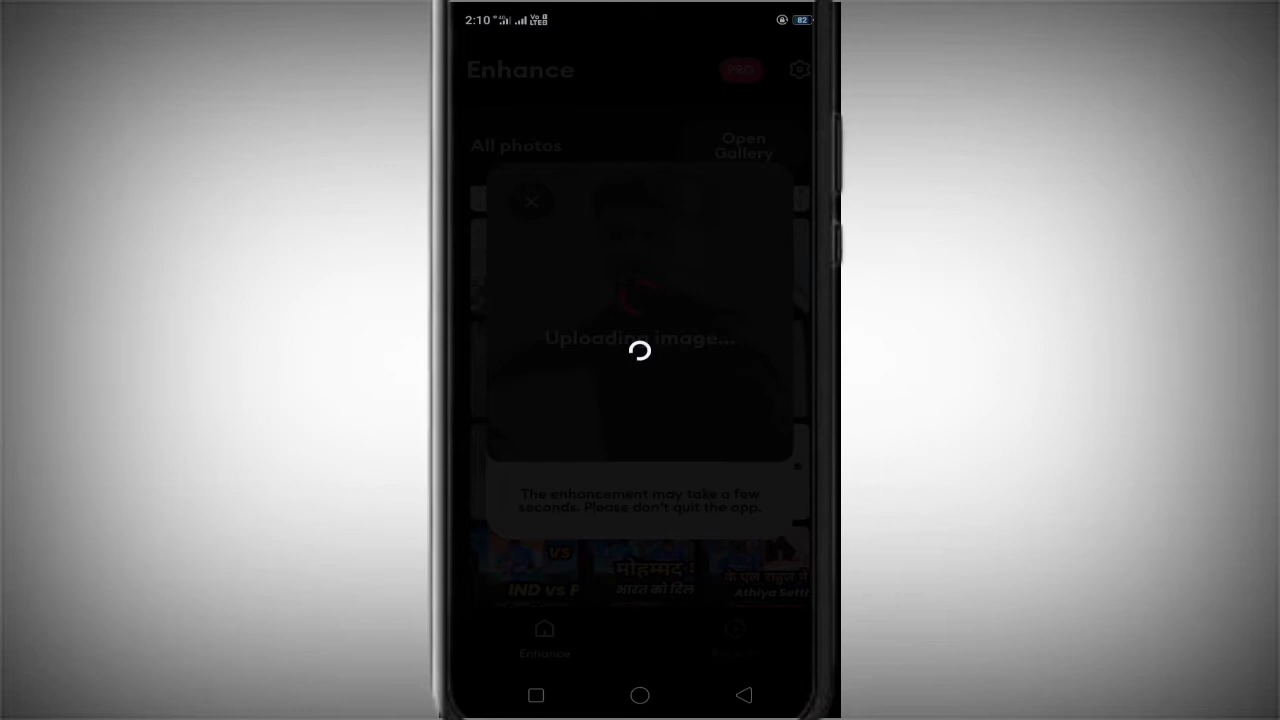 2:10
82
Enhance
PRO
All photos
Open
Gallery
Uploading image...
The enhancement may take a few
seconds. Please don't quit the app.
VS
IND vs P
मोहम्मद
भारत को दिल
के एल राहुल ने
Athiya Sett
Enhance